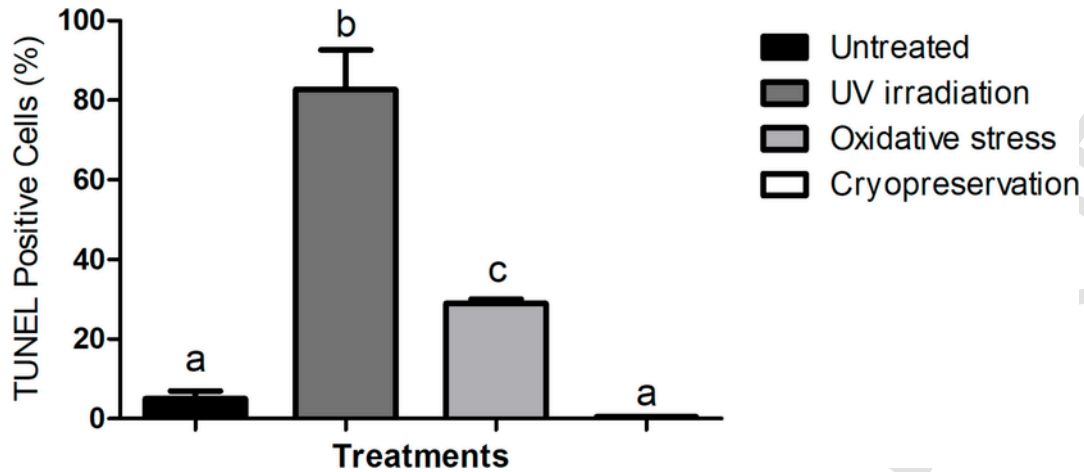 TUNEL Positive Cells (%)
100
80
60
40
20
0
a
b
c
a
Treatments
Untreated
UV irradiation
Oxidative stress
Cryopreservation